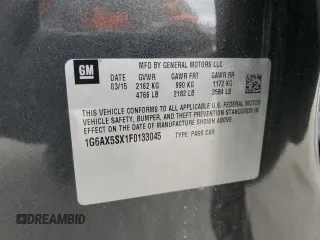 GM
MFD BY GENERAL MOTORS LLC
DATE GVWR GAWR FRT GAWR RR
03/15 2162 KG 990 KG 1172 KG
4766 LB 2182 LB 2584 LB
THIS VEHICLE CONFORMS TO ALL APPLICABLE U.S. FEDERAL MOTOR
VEHICLE SAFETY, BUMPER, AND THEFT PREVENTION STANDARDS
IN EFFECT ON THE DATE OF MANUFACTURE SHOWN ABOVE.
1G6AX5SX1F0133045 TYPE: PASS CAR
DREAMBID